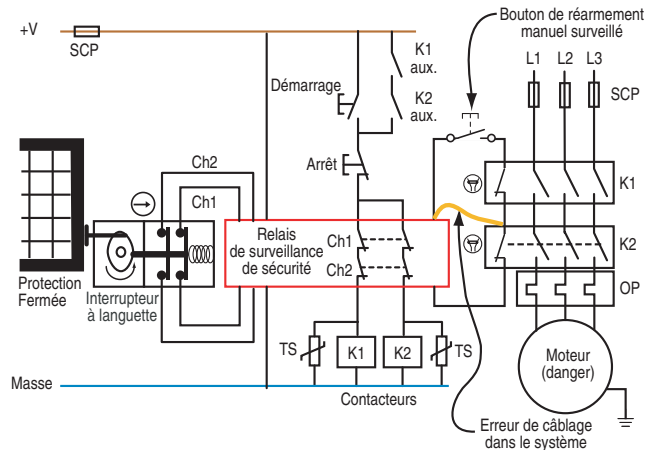 Bouton de réarmement
manuel surveillé
+V
SCP
K1
aux.
L1 L2 L3
Démarrage
K2
aux.
SCP
Arrêt
Ch2
Ch1
K1
Relais
de surveillance
de sécurité
Ch1
Ch2
K2
Protection
Fermée
Interrupteur
à languette
OP
TS
K1
K2
TS
Moteur
(danger)
Masse
Contacteurs
Erreur de câblage
dans le système